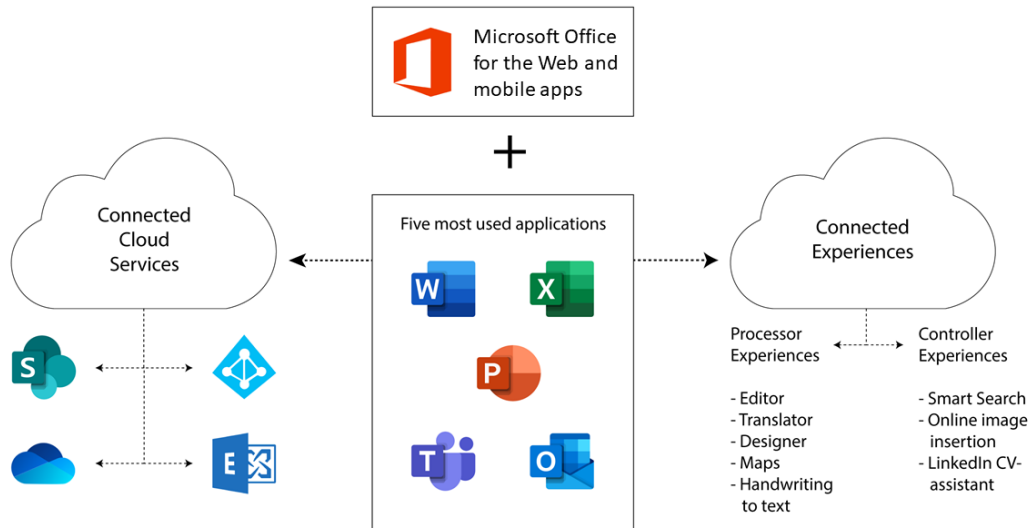 Microsoft Office
for the Web and
mobile apps
+
Connected
Cloud
Services
Five most used applications
Connected
Experiences
W
X
P
T
O
S
E
Processor
Experiences
- Editor
- Translator
- Designer
- Maps
- Handwriting
to text
Controller
Experiences
- Smart Search
- Online image
insertion
- LinkedIn CV-
assistant